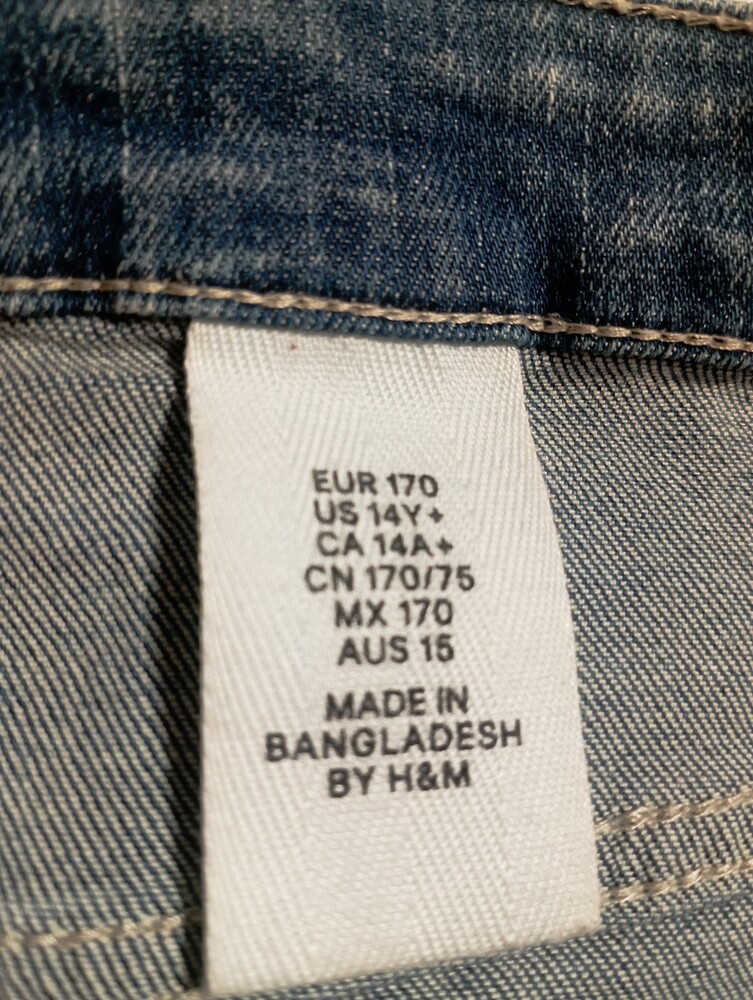 EUR 170
US 14Y+
CA 14A+
CN 170/75
MX 170
AUS 15
MADE IN
BANGLADESH
BY H&M